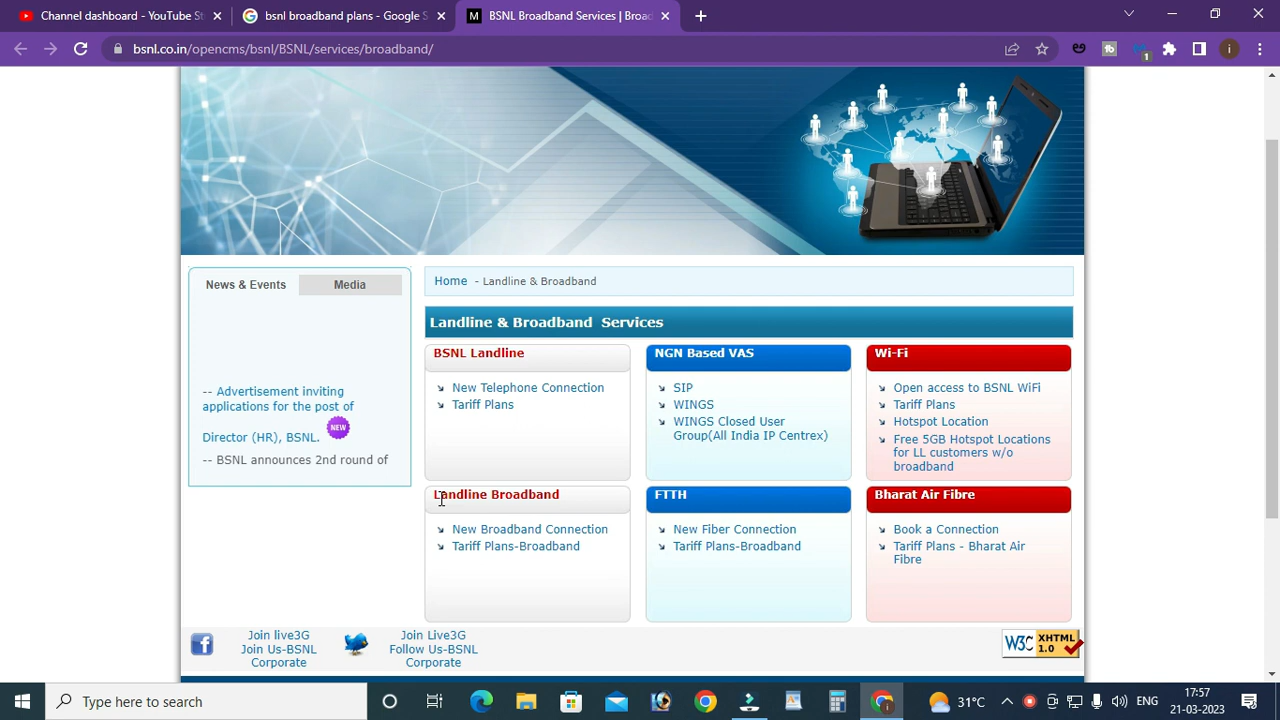 Channel dashboard - YouTube St
bsnl broadband plans - Google S
M
BSNL Broadband Services | Broad
bsnl.co.in/opencms/bsnl/BSNL/services/broadband/
1
i
News & Events
Media
-- Advertisement inviting
applications for the post of
Director (HR), BSNL.
NEW
-- BSNL announces 2nd round of
Home - Landline & Broadband
Landline & Broadband Services
BSNL Landline
New Telephone Connection
Tariff Plans
NGN Based VAS
SIP
WINGS
WINGS Closed User
Group(All India IP Centrex)
Wi-Fi
Open access to BSNL WiFi
Tariff Plans
Hotspot Location
Free 5GB Hotspot Locations
for LL customers w/o
broadband
Landline Broadband
New Broadband Connection
Tariff Plans-Broadband
FTTH
New Fiber Connection
Tariff Plans-Broadband
Bharat Air Fibre
Book a Connection
Tariff Plans - Bharat Air
Fibre
Join live3G
Join Us-BSNL
Corporate
Join Live3G
Follow Us-BSNL
Corporate
W3C XHTML
1.0
Type here to search
31°C
ENG
17:57
21-03-2023